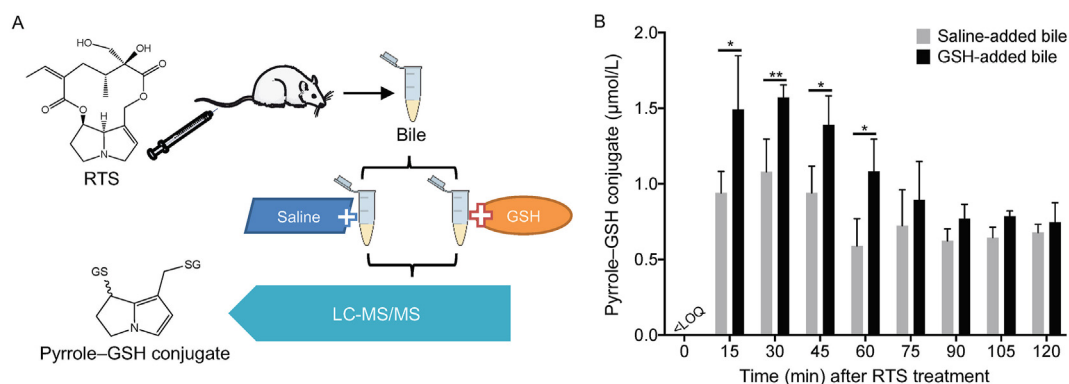 A
HO
OH
O
O
O
O
H
N
RTS
Bile
Saline
GSH
GS
SG
N
LC-MS/MS
Pyrrole–GSH conjugate
B
Saline-added bile
GSH-added bile
Pyrrole–GSH conjugate (μmol/L)
2.0
1.5
1.0
0.5
0.0
* ** * *
<LOQ
0 15 30 45 60 75 90 105 120
Time (min) after RTS treatment